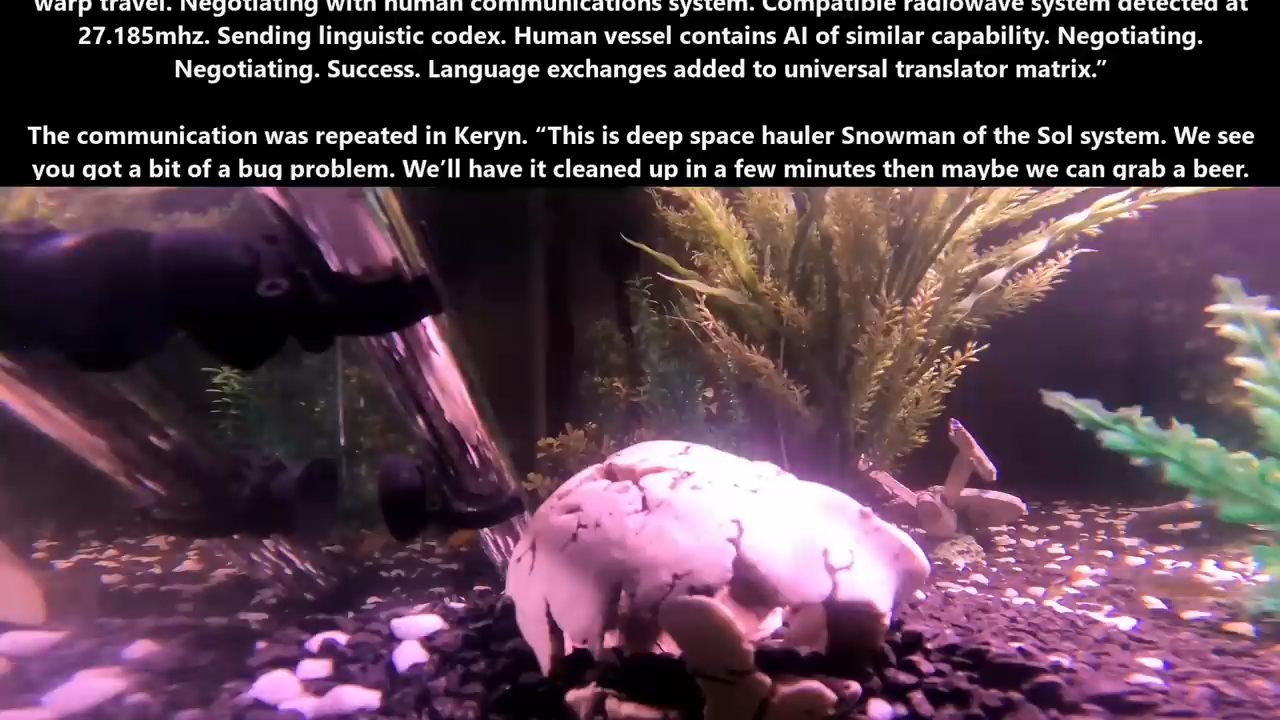 warp travel. Negotiating with human communications system. Compatible radiowave system detected at
27.185mhz. Sending linguistic codex. Human vessel contains AI of similar capability. Negotiating.
Negotiating. Success. Language exchanges added to universal translator matrix.”
The communication was repeated in Keryn. “This is deep space hauler Snowman of the Sol system. We see
you got a bit of a bug problem. We’ll have it cleaned up in a few minutes then maybe we can grab a beer.